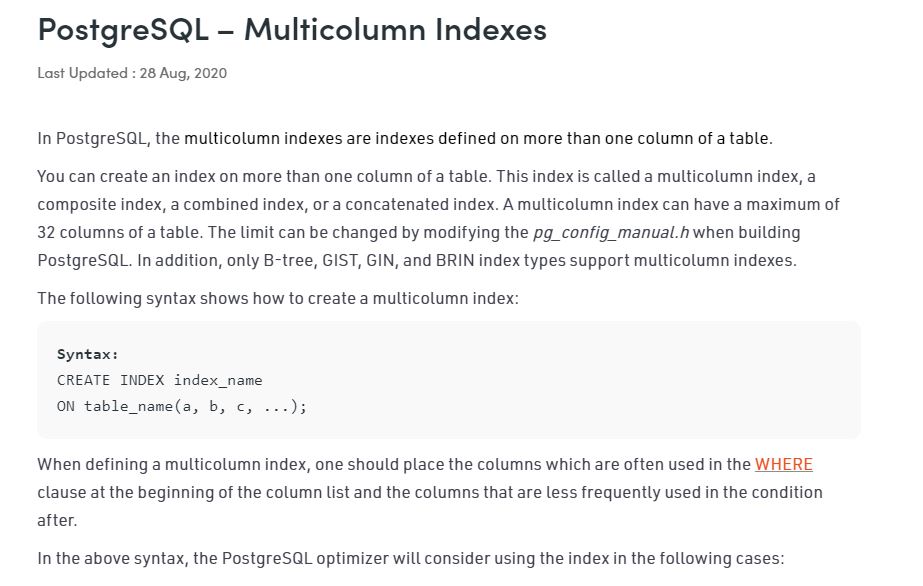 PostgreSQL – Multicolumn Indexes
Last Updated : 28 Aug, 2020
In PostgreSQL, the multicolumn indexes are indexes defined on more than one column of a table.
You can create an index on more than one column of a table. This index is called a multicolumn index, a
composite index, a combined index, or a concatenated index. A multicolumn index can have a maximum of
32 columns of a table. The limit can be changed by modifying the pg_config_manual.h when building
PostgreSQL. In addition, only B-tree, GIST, GIN, and BRIN index types support multicolumn indexes.
The following syntax shows how to create a multicolumn index:
Syntax:
CREATE INDEX index_name
ON table_name(a, b, c, ...);
When defining a multicolumn index, one should place the columns which are often used in the WHERE
clause at the beginning of the column list and the columns that are less frequently used in the condition
after.
In the above syntax, the PostgreSQL optimizer will consider using the index in the following cases: